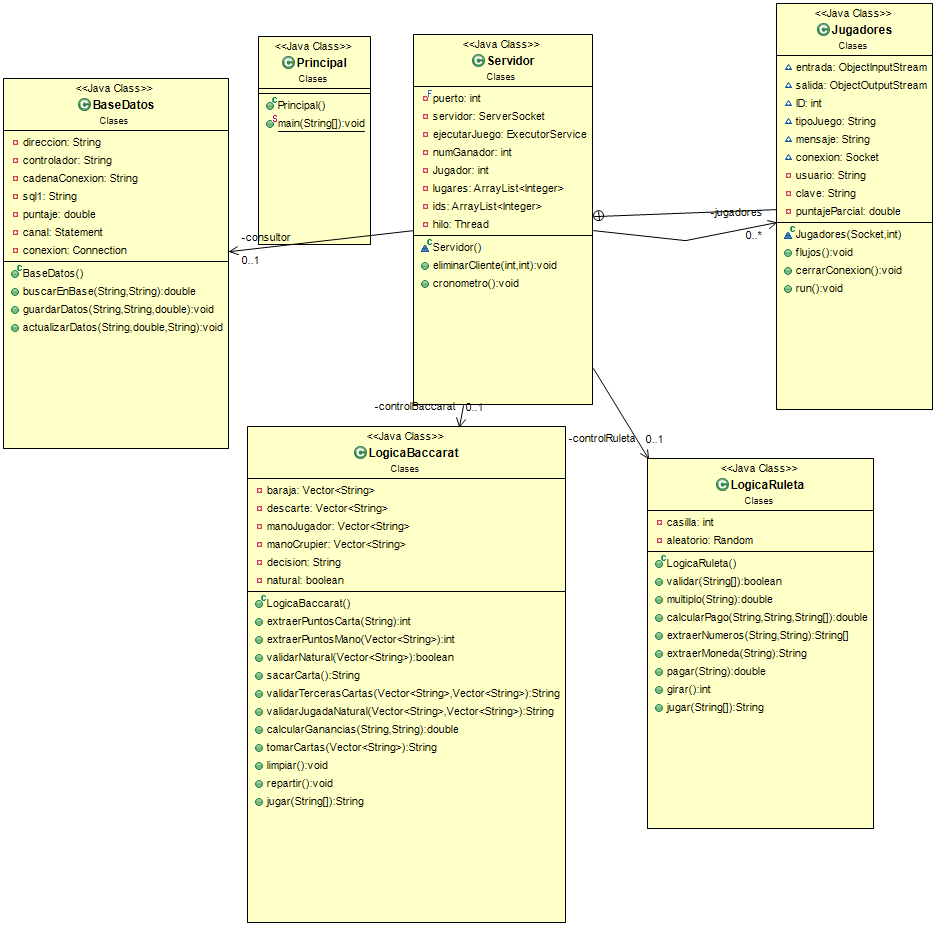 <<Java Class>>
BaseDatos
Clases
direccion: String
controlador: String
cadenaConexion: String
sql1: String
puntaje: double
canal: Statement
conexion: Connection
BaseDatos()
buscarEnBase(String,String):double
guardarDatos(String,String,double):void
actualizarDatos(String,double,String):void
<<Java Class>>
Principal
Clases
Principal()
main(String[]):void
<<Java Class>>
Servidor
Clases
puerto: int
servidor: ServerSocket
ejecutarJuego: ExecutorService
numGanador: int
Jugador: int
lugares: ArrayList<Integer>
ids: ArrayList<Integer>
hilo: Thread
Servidor()
eliminarCliente(int,int):void
cronometro():void
<<Java Class>>
Jugadores
Clases
entrada: ObjectInputStream
salida: ObjectOutputStream
ID: int
tipoJuego: String
mensaje: String
conexion: Socket
usuario: String
clave: String
puntajeParcial: double
Jugadores(Socket,int)
flujos():void
cerrarConexion():void
run():void
-consultor
0..1
-jugadores
0..*
-controlBaccarat
0..1
-controlRuleta
0..1
<<Java Class>>
LogicaBaccarat
Clases
baraja: Vector<String>
descarte: Vector<String>
manoJugador: Vector<String>
manoCrupier: Vector<String>
decision: String
natural: boolean
LogicaBaccarat()
extraerPuntosCarta(String):int
extraerPuntosMano(Vector<String>):int
validarNatural(Vector<String>):boolean
sacarCarta():String
validarTercerasCartas(Vector<String>,Vector<String>):String
validarJugadaNatural(Vector<String>,Vector<String>):String
calcularGanancias(String,String):double
tomarCartas(Vector<String>):String
limpiar():void
repartir():void
jugar(String[]):String
<<Java Class>>
LogicaRuleta
Clases
casilla: int
aleatorio: Random
LogicaRuleta()
validar(String[]):boolean
multiplo(String):double
calcularPago(String,String,String[]):double
extraerNumeros(String,String):String[]
extraerMoneda(String):String
pagar(String):double
girar():int
jugar(String[]):String